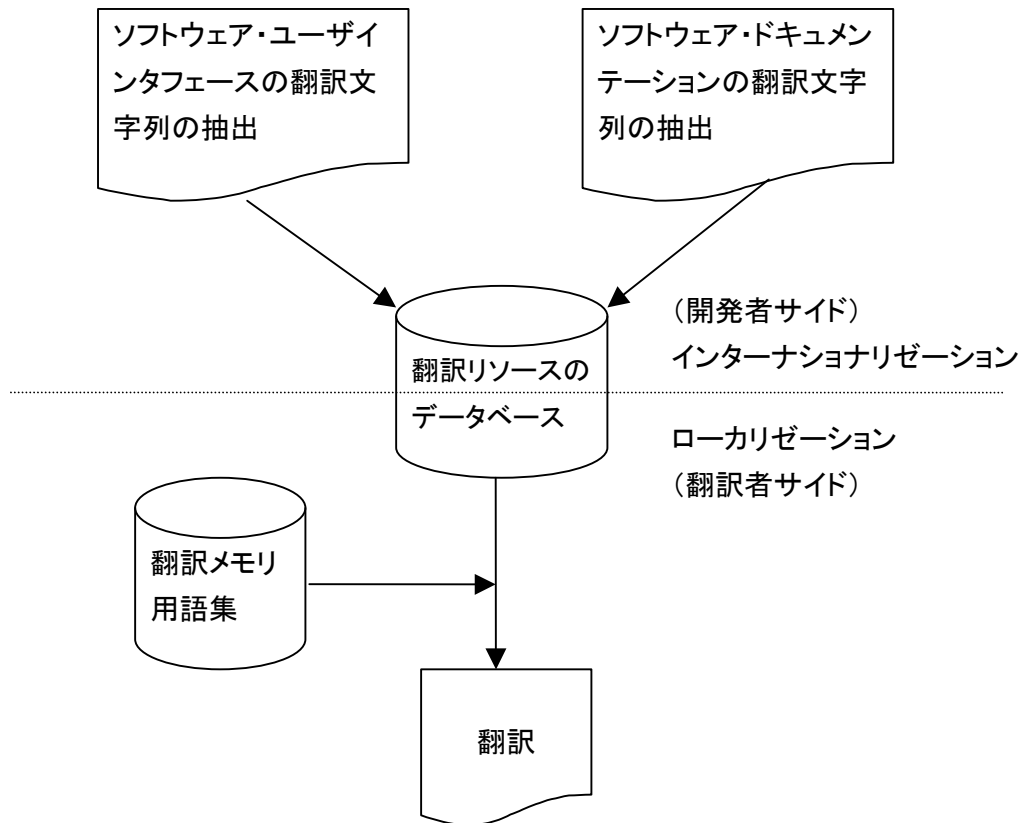 ソフトウェア・ユーザイ
ンタフェースの翻訳文
字列の抽出
ソフトウェア・ドキュメン
テーションの翻訳文字
列の抽出
（開発者サイド）
インターナショナリゼーション
翻訳リソースの
データベース
ローカリゼーション
（翻訳者サイド）
翻訳メモリ
用語集
翻訳